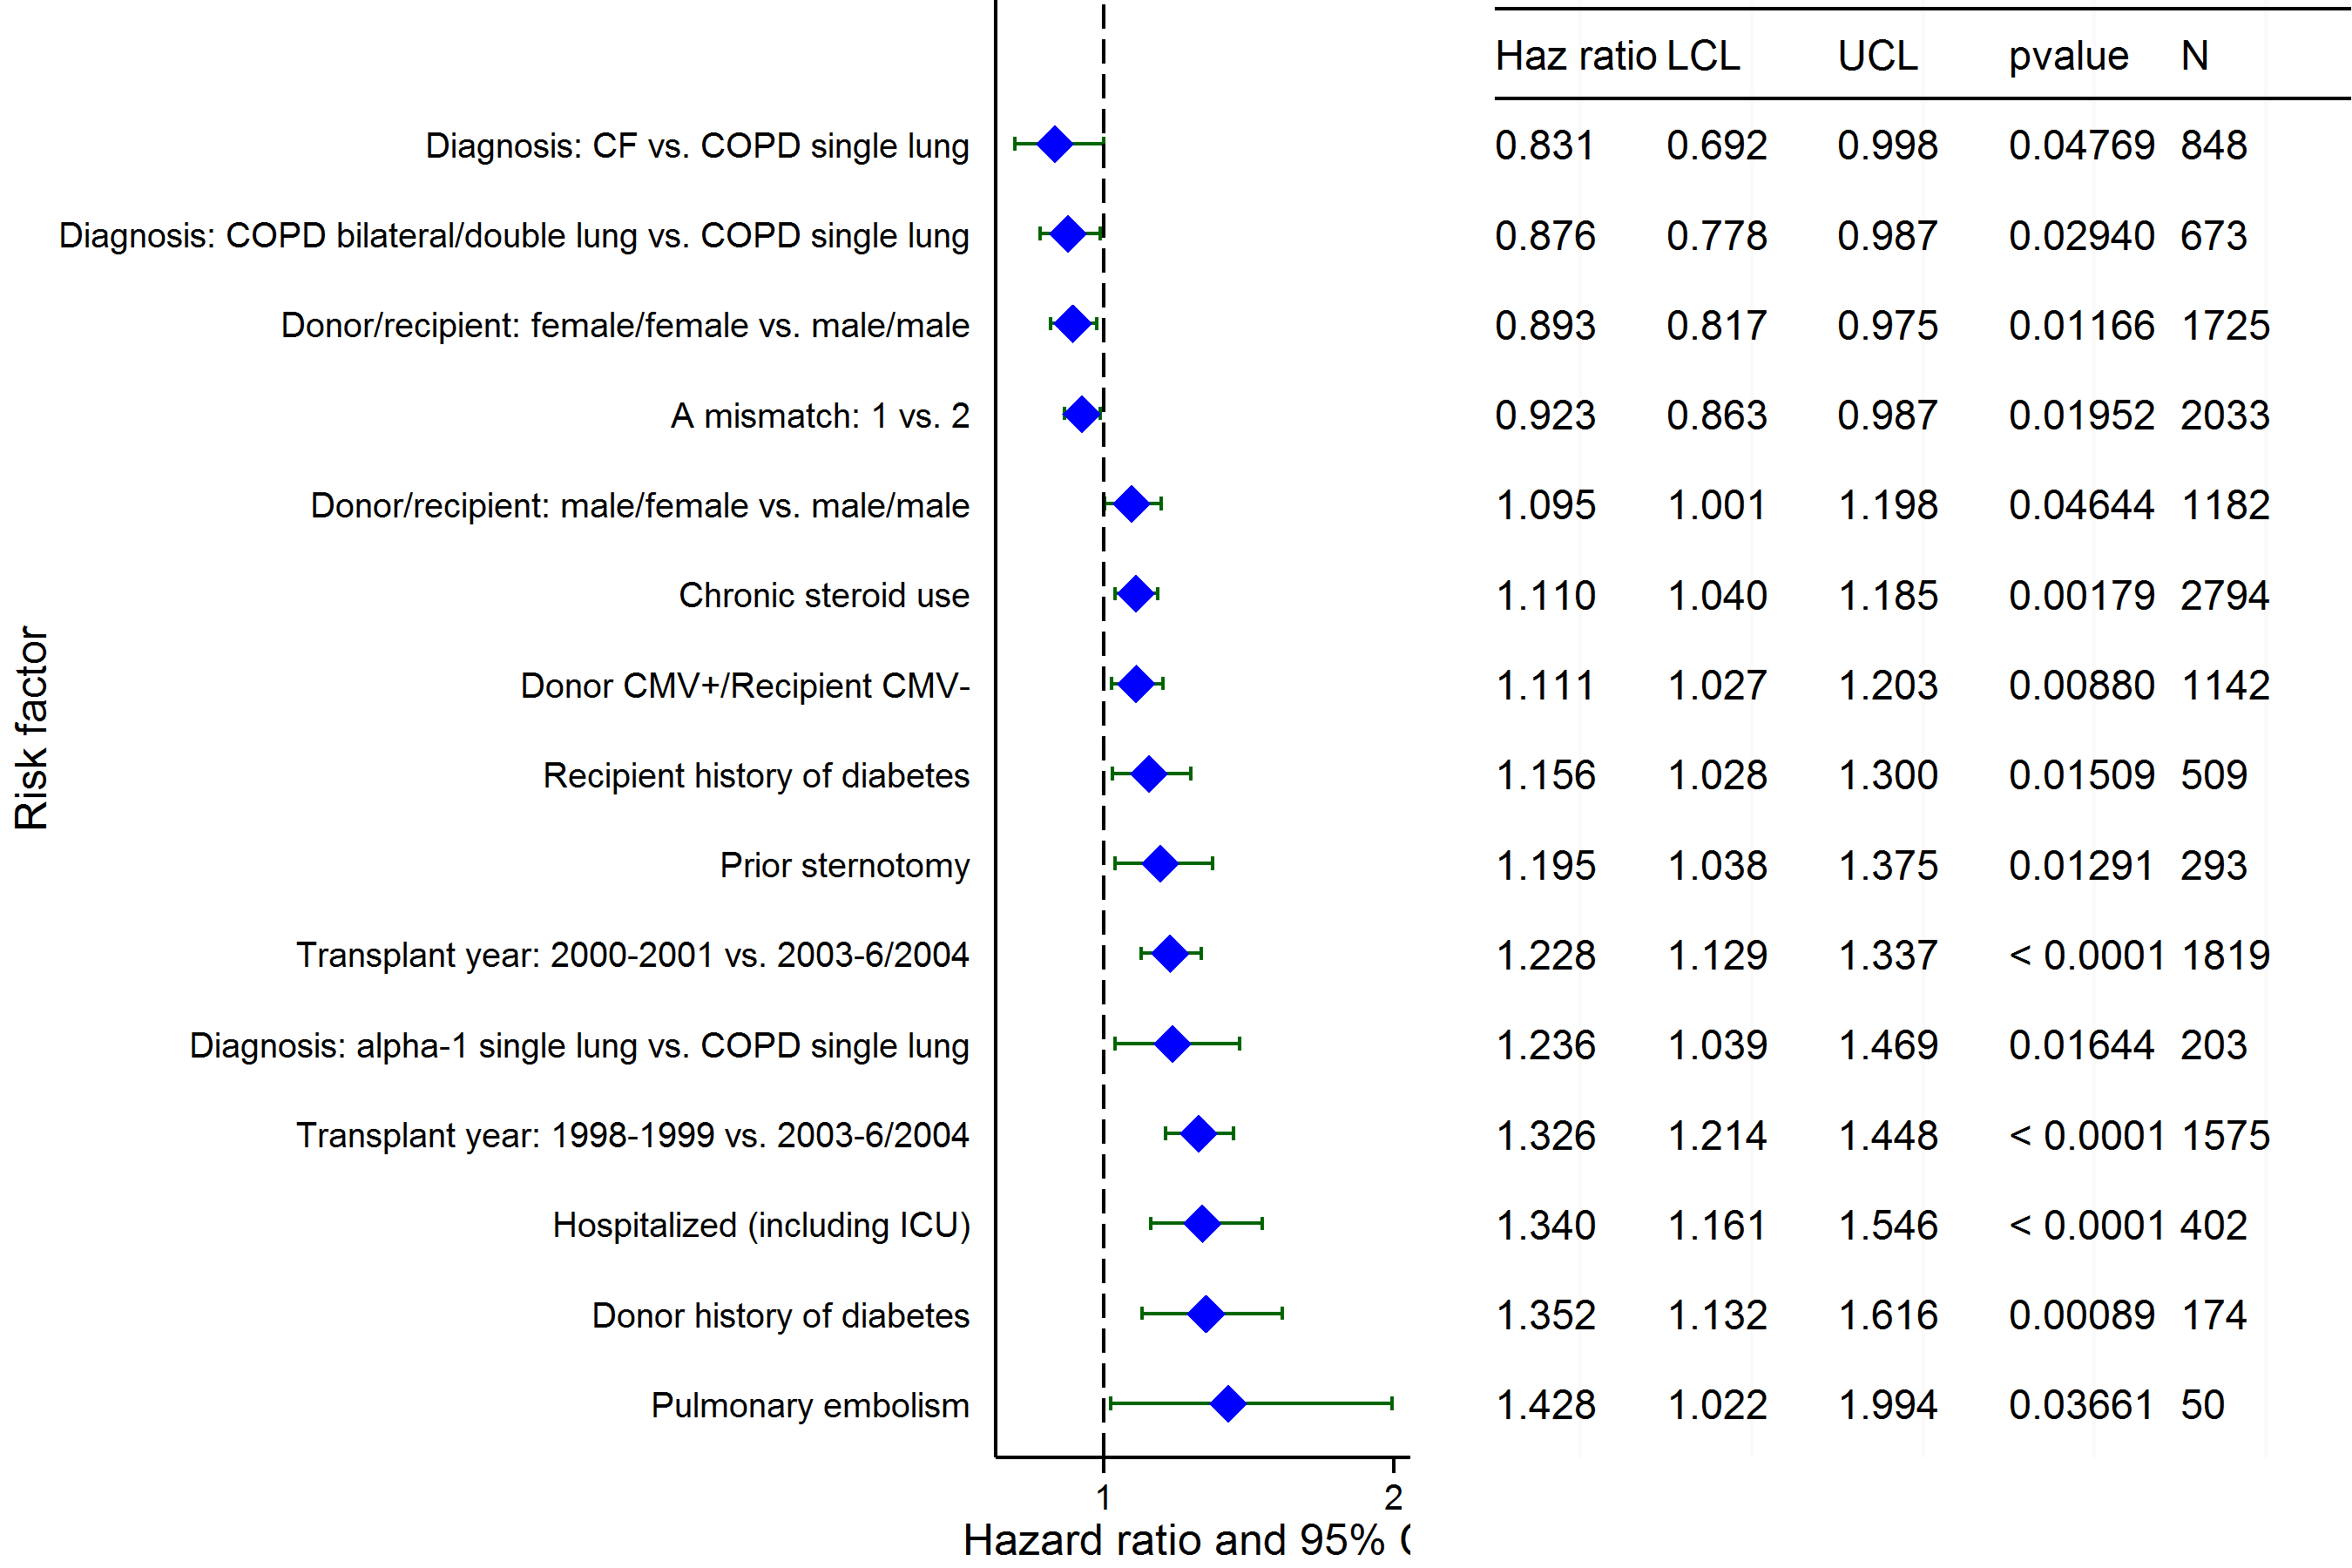 Haz ratio LCL UCL pvalue N
Diagnosis: CF vs. COPD single lung 0.831 0.692 0.998 0.04769 848
Diagnosis: COPD bilateral/double lung vs. COPD single lung 0.876 0.778 0.987 0.02940 673
Donor/recipient: female/female vs. male/male 0.893 0.817 0.975 0.01166 1725
A mismatch: 1 vs. 2 0.923 0.863 0.987 0.01952 2033
Donor/recipient: male/female vs. male/male 1.095 1.001 1.198 0.04644 1182
Chronic steroid use 1.110 1.040 1.185 0.00179 2794
Donor CMV+/Recipient CMV- 1.111 1.027 1.203 0.00880 1142
Recipient history of diabetes 1.156 1.028 1.300 0.01509 509
Prior sternotomy 1.195 1.038 1.375 0.01291 293
Transplant year: 2000-2001 vs. 2003-6/2004 1.228 1.129 1.337 < 0.0001 1819
Diagnosis: alpha-1 single lung vs. COPD single lung 1.236 1.039 1.469 0.01644 203
Transplant year: 1998-1999 vs. 2003-6/2004 1.326 1.214 1.448 < 0.0001 1575
Hospitalized (including ICU) 1.340 1.161 1.546 < 0.0001 402
Donor history of diabetes 1.352 1.132 1.616 0.00089 174
Pulmonary embolism 1.428 1.022 1.994 0.03661 50
Risk factor
1 2
Hazard ratio and 95%